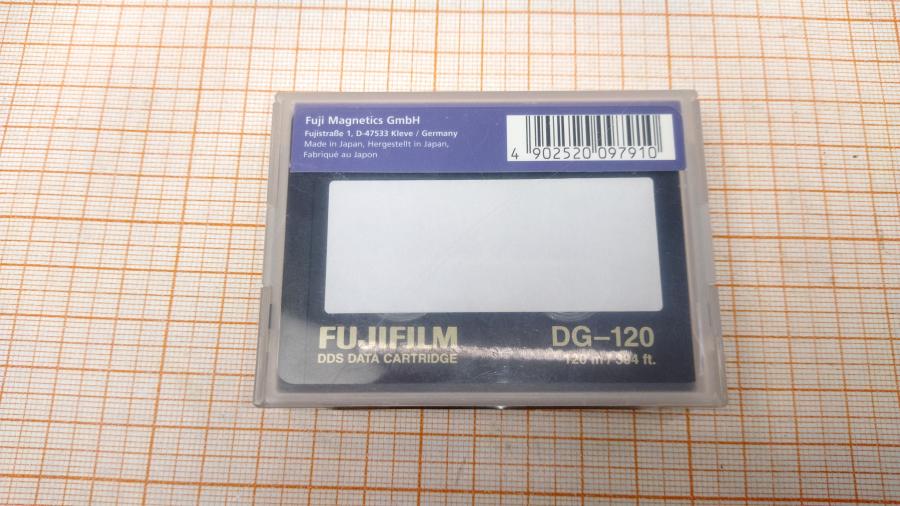 Fuji Magnetics GmbH
Fujistraße 1, D-47533 Kleve / Germany
Made in Japan, Hergestellt in Japan,
Fabriqué au Japon
4 902520 097910
FUJIFILM
DDS DATA CARTRIDGE
DG-120
120 m / 394 ft.